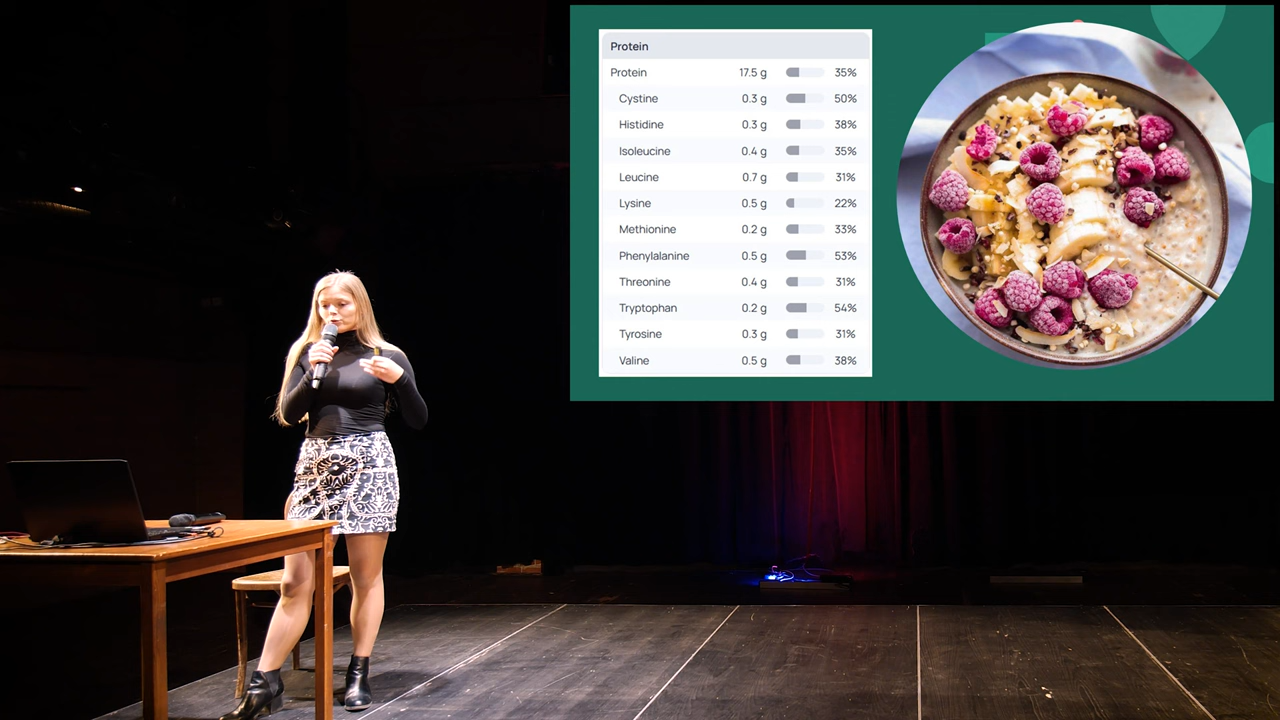 Protein
Protein 17.5 g 35%
Cystine 0.3 g 50%
Histidine 0.3 g 38%
Isoleucine 0.4 g 35%
Leucine 0.7 g 31%
Lysine 0.5 g 22%
Methionine 0.2 g 33%
Phenylalanine 0.5 g 53%
Threonine 0.4 g 31%
Tryptophan 0.2 g 54%
Tyrosine 0.3 g 31%
Valine 0.5 g 38%